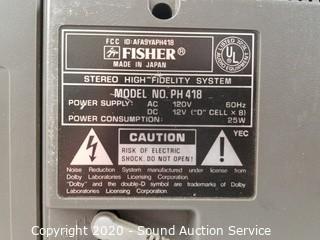 FCC ID: AFA9YAPH418
FISHER®
MADE IN JAPAN
UL
STEREO HIGH FIDELITY SYSTEM
MODEL NO. PH 418
POWER SUPPLY: AC 120V 60Hz
DC 12V ("D" CELL × 8)
POWER CONSUMPTION: 25W
CAUTION
YEC
RISK OF ELECTRIC
SHOCK. DO NOT OPEN!
Noise Reduction System manufactured under license from
Dolby Laboratories Licensing Corporation.
"Dolby" and the double-D symbol are trademarks of Dolby
Laboratories Licensing Corporation.
Copyright 2020 - Sound Auction Service